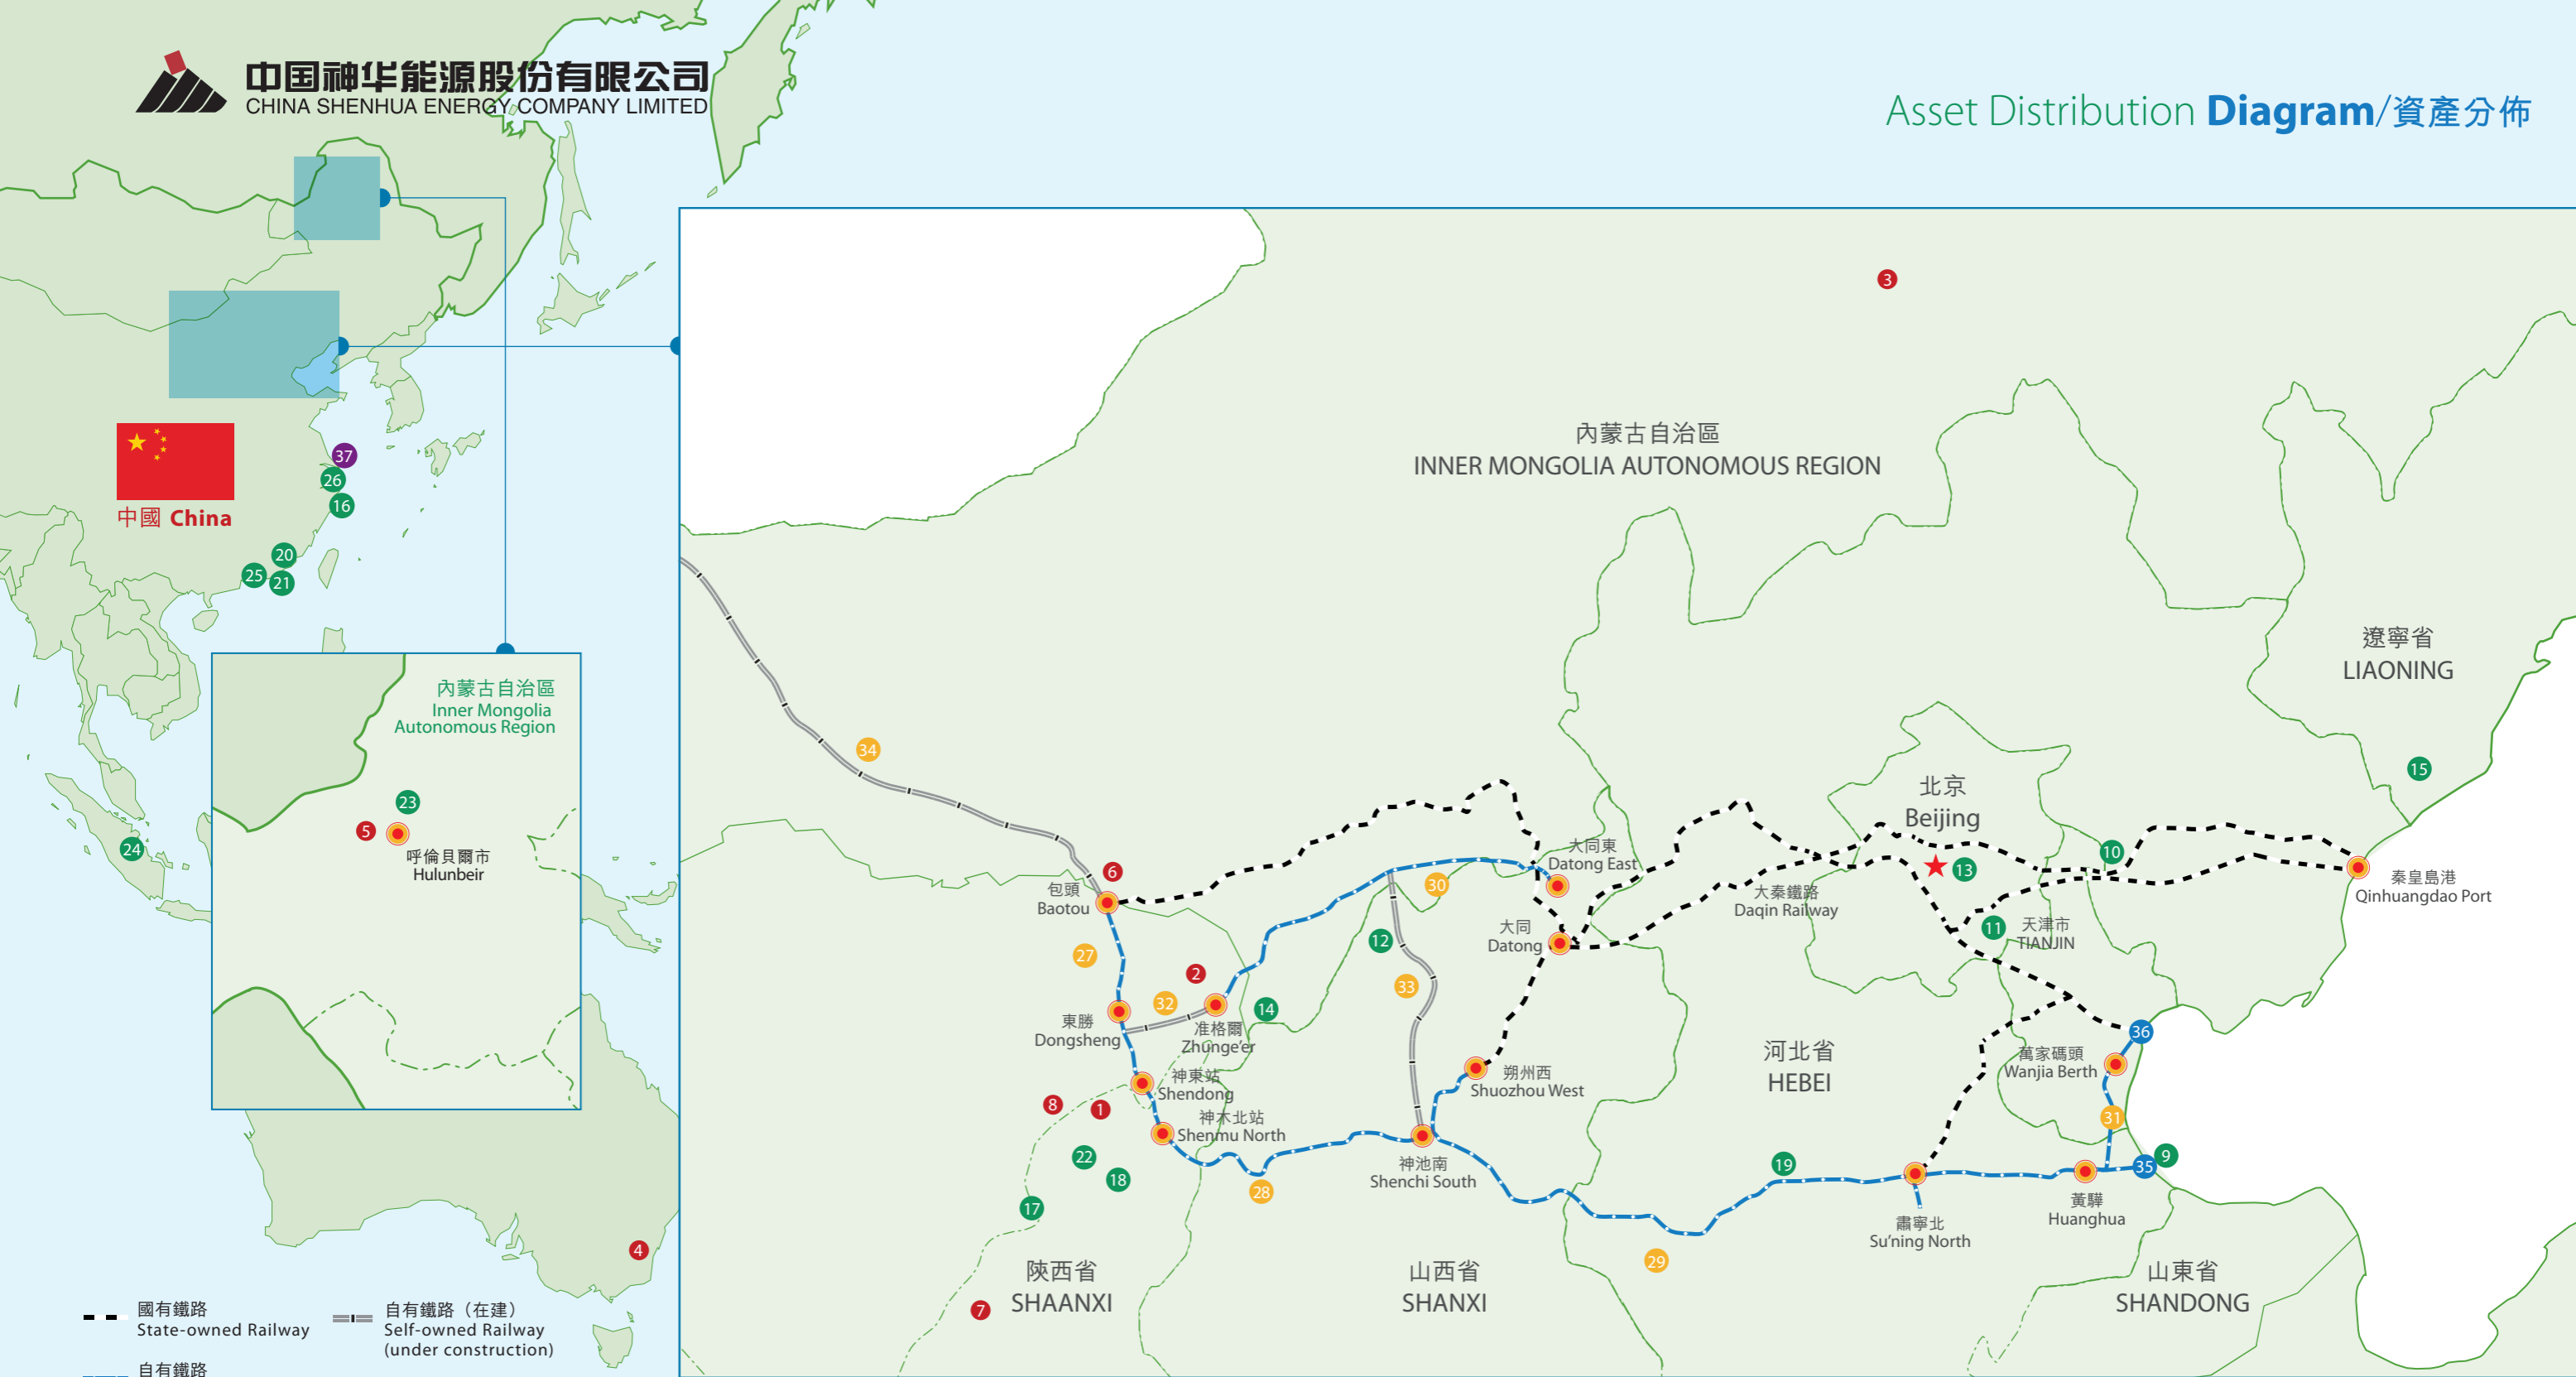 中国神华能源股份有限公司
CHINA SHENHUA ENERGY COMPANY LIMITED
Asset Distribution Diagram/資產分佈
中國 China
37
26
16
20
25
21
24
4
內蒙古自治區
Inner Mongolia
Autonomous Region
23
5
呼倫貝爾市
Hulunbeir
3
內蒙古自治區
INNER MONGOLIA AUTONOMOUS REGION
遼寧省
LIAONING
15
34
北京
Beijing
13
10
大同東
Datong East
6
包頭
Baotou
30
大秦鐵路
Daqin Railway
秦皇島港
Qinhuangdao Port
12
大同
Datong
11
天津市
TIANJIN
27
2
33
32
14
東勝
Dongsheng
准格爾
Zhunge'er
36
萬家碼頭
Wanjia Berth
河北省
HEBEI
朔州西
Shuozhou West
神東站
Shendong
8
1
神木北站
Shenmu North
31
22
18
17
28
神池南
Shenchi South
19
35
9
肅寧北
Su'ning North
黃驊
Huanghua
29
陝西省
SHAANXI
7
山西省
SHANXI
山東省
SHANDONG
國有鐵路
State-owned Railway
自有鐵路（在建）
Self-owned Railway
(under construction)
自有鐵路